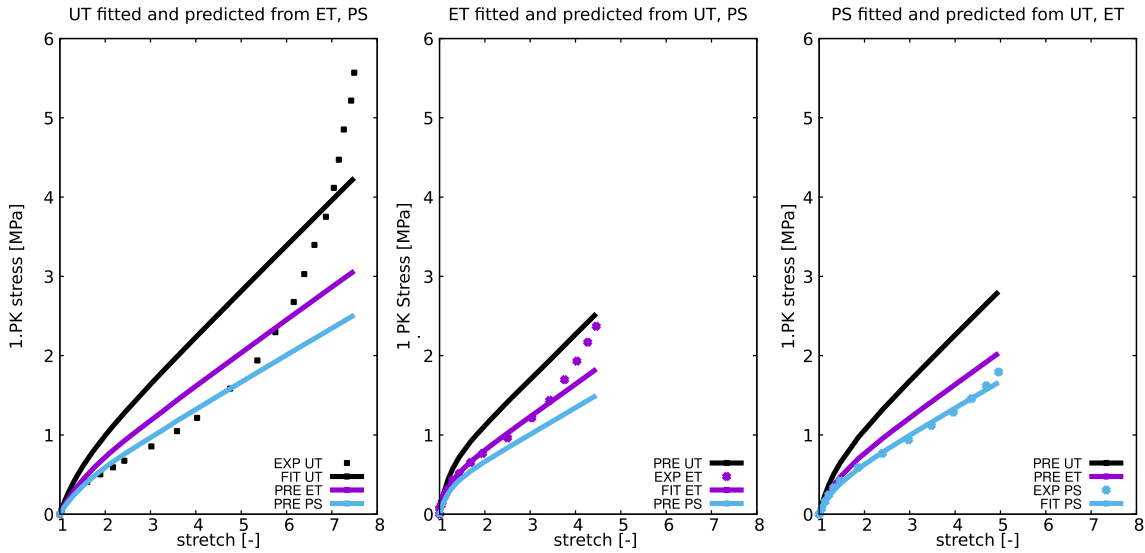 UT fitted and predicted from ET, PS
ET fitted and predicted from UT, PS
PS fitted and predicted fom UT, ET
1.PK stress [MPa]
6
5
4
3
2
1
0
EXP UT
FIT UT
PRE ET
PRE PS
1 2 3 4 5 6 7 8
stretch [-]
1.PK Stress [MPa]
6
5
4
3
2
1
0
PRE UT
EXP ET
FIT ET
PRE PS
1 2 3 4 5 6 7 8
stretch [-]
1.PK stress [MPa]
6
5
4
3
2
1
0
PRE UT
PRE ET
EXP PS
FIT PS
1 2 3 4 5 6 7 8
stretch [-]